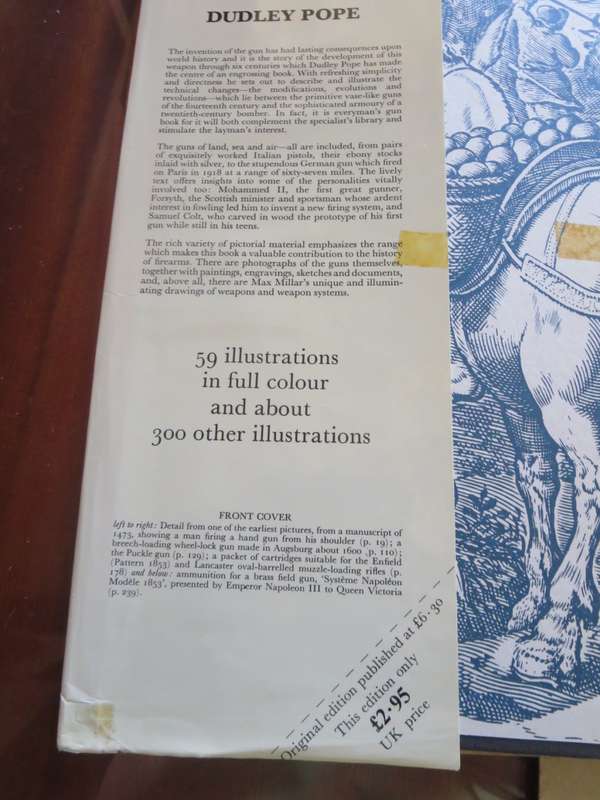 DUDLEY POPE
The invention of the gun has had lasting consequences upon
world history and it is the story of the development of this
weapon through six centuries which Dudley Pope has made
the centre of an engrossing book. With refreshing simplicity
and directness he sets out to describe and illustrate the
technical changes—the modifications, evolutions and
revolutions—which lie between the primitive vase-like guns
of the fourteenth century and the sophisticated armoury of a
twentieth-century bomber. In fact, it is everyman's gun
book for it will both complement the specialist's library and
stimulate the layman's interest.
The guns of land, sea and air—all are included, from pairs
of exquisitely worked Italian pistols, their ebony stocks
inlaid with silver, to the stupendous German gun which fired
on Paris in 1918 at a range of sixty-seven miles. The lively
text offers insights into some of the personalities vitally
involved too: Mohammed II, the first great gunner,
Forsyth, the Scottish minister and sportsman whose ardent
interest in fowling led him to invent a new firing system, and
Samuel Colt, who carved in wood the prototype of his first
gun while still in his teens.
The rich variety of pictorial material emphasizes the range
which makes this book a valuable contribution to the history
of firearms. There are photographs of the guns themselves,
together with paintings, engravings, sketches and documents,
and, above all, there are Max Millar's unique and illumin-
ating drawings of weapons and weapon systems.
59 illustrations
in full colour
and about
300 other illustrations
FRONT COVER
left to right: Detail from one of the earliest pictures, from a manuscript of
1473, showing a man firing a hand gun from his shoulder (p. 19); a
breech-loading wheel-lock gun made in Augsburg about 1600 (p. 110);
the Puckle gun (p. 129); a packet of cartridges suitable for the Enfield
(Pattern 1853) and Lancaster oval-barrelled muzzle-loading rifles (p.
178) and below: ammunition for a brass field gun, 'Système Napoléon
Modèle 1853', presented by Emperor Napoleon III to Queen Victoria
(p. 239).
Original edition published at £6·30
This edition only
£2·95
UK price